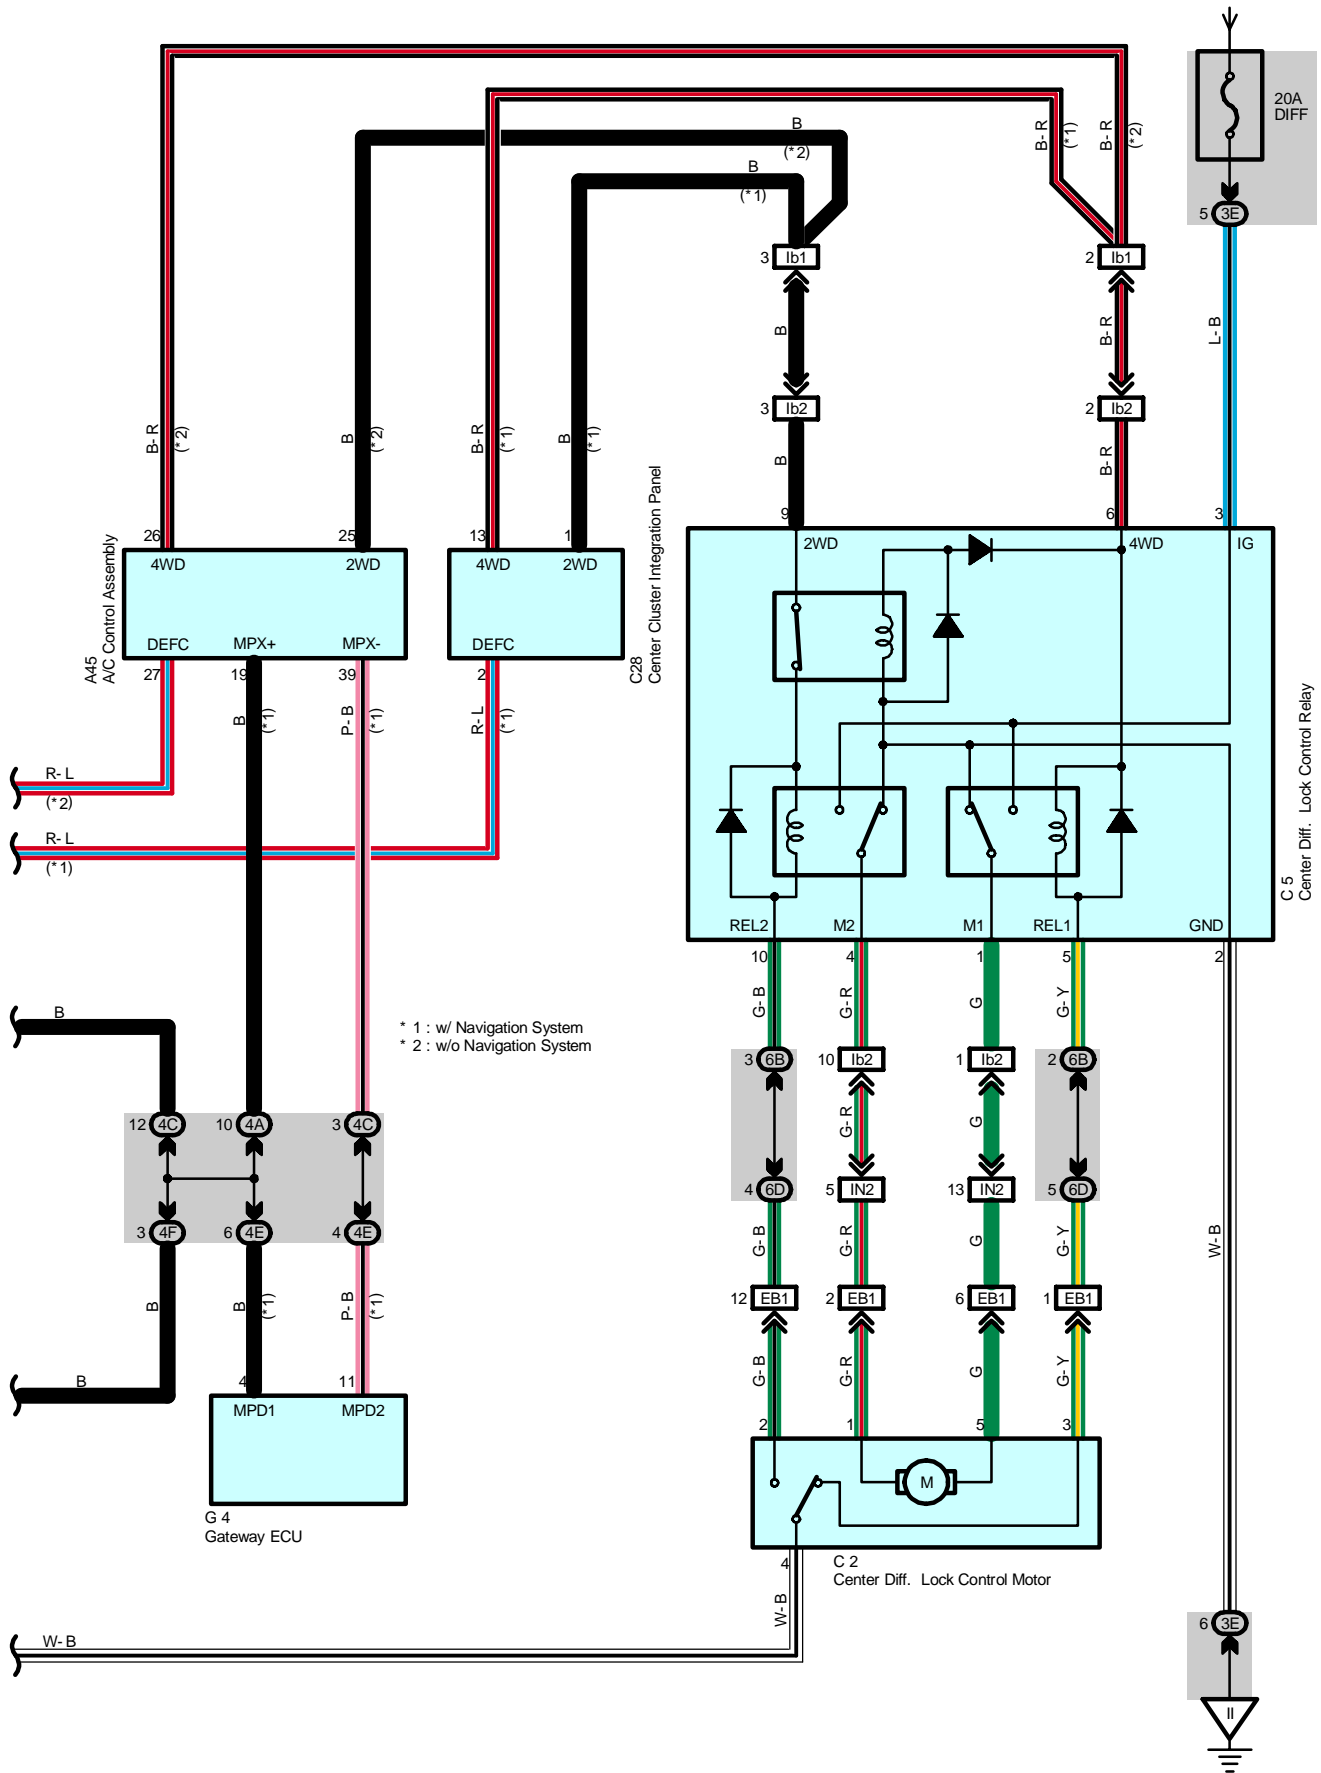 20A
DIFF
5 3E
B
(*2)
B
(*1)
B-R
(*1)
B-R
(*2)
3 Ib1
2 Ib1
B
B-R
L-B
3 Ib2
2 Ib2
B-R
(*2)
B
(*2)
B-R
(*1)
B
(*1)
B
B-R
26
25
13
1
9
6
3
4WD
2WD
4WD
2WD
2WD
4WD
IG
DEFC
MPX+
MPX-
DEFC
A45
A/C Control Assembly
C28
Center Cluster Integration Panel
27
19
39
2
B
(*1)
P-B
(*1)
R-L
(*1)
R-L
(*2)
R-L
(*1)
C 5
Center Diff. Lock Control Relay
REL2
M2
M1
REL1
GND
10
4
1
5
2
G-B
G-R
G
G-Y
B
* 1 : w/ Navigation System
* 2 : w/o Navigation System
3 6B
10 Ib2
1 Ib2
2 6B
12 4C
10 4A
3 4C
G-R
G
4 6D
5 IN2
13 IN2
5 6D
3 4F
6 4E
4 4E
G-B
G-R
G
G-Y
W-B
B
B
(*1)
P-B
(*1)
12 EB1
2 EB1
6 EB1
1 EB1
G-B
G-R
G
G-Y
B
4
11
MPD1
MPD2
2
1
5
3
M
G 4
Gateway ECU
4
C 2
Center Diff. Lock Control Motor
W-B
W-B
6 3E
II